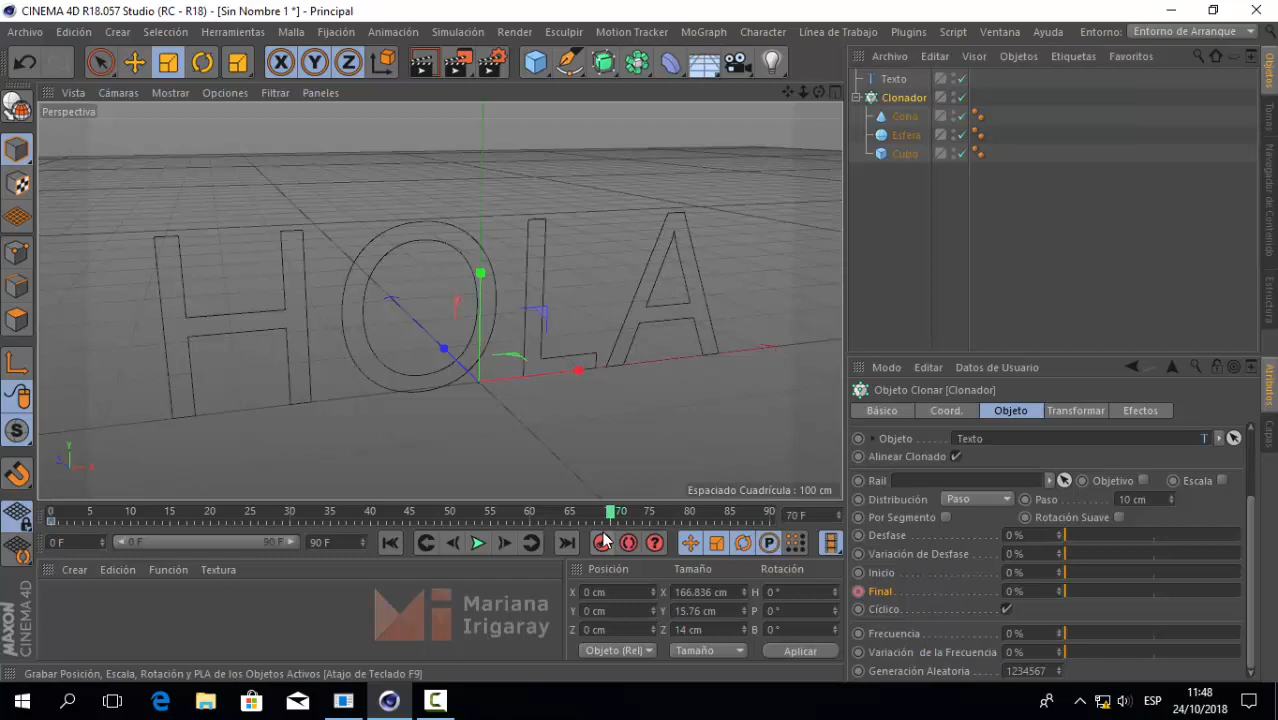 CINEMA 4D R18.057 Studio (RC - R18) - [Sin Nombre 1 *] - Principal
Archivo Edición Crear Selección Herramientas Malla Fijación Animación Simulación Render Esculpir Motion Tracker MoGraph Character Línea de Trabajo Plugins Script Ventana Ayuda Entorno: Entorno de Arranque
X Y Z
Archivo Editar Visor Objetos Etiquetas Favoritos
Vista Cámaras Mostrar Opciones Filtrar Paneles
Perspectiva
Texto
Clonador
Cono
Esfera
Cubo
Objetos
Tomas
Navegador de Contenido
Estructura
HOLA
Y
Z X
Espaciado Cuadrícula : 100 cm
Modo Editar Datos de Usuario
Objeto Clonar [Clonador]
Básico Coord. Objeto Transformar Efectos
Atributos
Capas
Objeto Texto
Alinear Clonado
Rail Objetivo Escala
Distribución Paso Paso 10 cm
Por Segmento Rotación Suave
Desfase 0 %
Variación de Desfase 0 %
Inicio 0 %
Final 0 %
Cíclico
Frecuencia 0 %
Variación de la Frecuencia 0 %
Generación Aleatoria 1234567
0 5 10 15 20 25 30 35 40 45 50 55 60 65 70 75 80 85 90 70 F
0 F 0 F 90 F 90 F
Crear Edición Función Textura
Posición Tamaño Rotación
X 0 cm X 166.836 cm H 0 °
Y 0 cm Y 15.76 cm P 0 °
Z 0 cm Z 14 cm B 0 °
Objeto (Rel) Tamaño Aplicar
Mariana
Irigaray
MAXON
CINEMA 4D
Grabar Posición, Escala, Rotación y PLA de los Objetos Activos [Atajo de Teclado F9]
ESP
11:48
24/10/2018